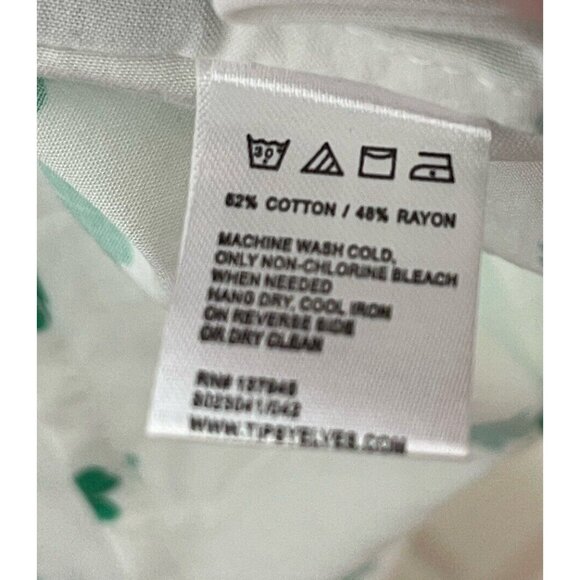 30
52% COTTON / 48% RAYON
MACHINE WASH COLD,
ONLY NON-CHLORINE BLEACH
WHEN NEEDED
HANG DRY, COOL IRON
ON REVERSE SIDE
OR DRY CLEAN
RN# 137945
WWW.TIPSYELVES.COM